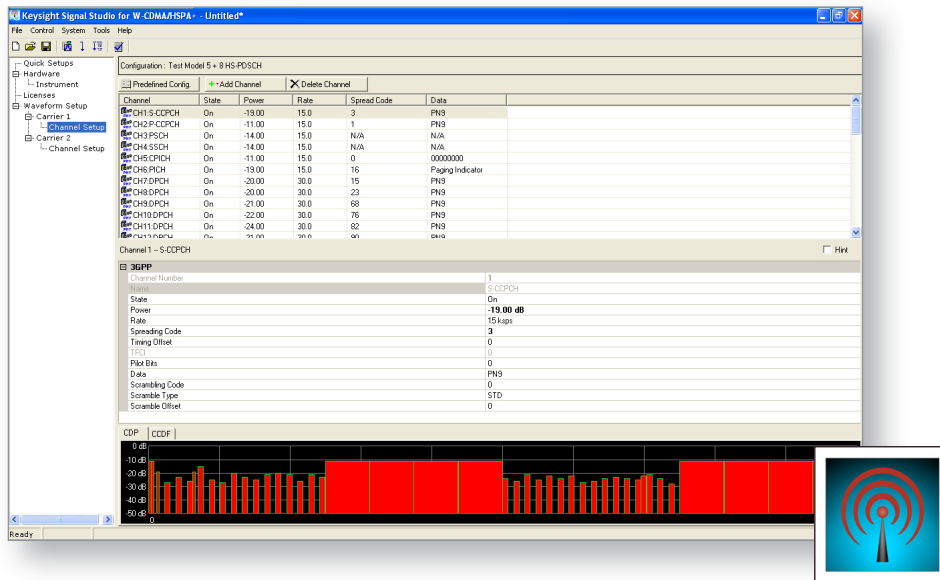 Keysight Signal Studio for W-CDMA/HSPA+ - Untitled*
File Control System Tools Help
Quick Setups
Hardware
Instrument
Licenses
Waveform Setup
Carrier 1
Channel Setup
Carrier 2
Channel Setup
Configuration : Test Model 5 + 8 HS-PDSCH
Predefined Config. Add Channel Delete Channel
Channel State Power Rate Spread Code Data
CH1:S-CCPCH On -19.00 15.0 3 PN9
CH2:P-CCPCH On -11.00 15.0 1 PN9
CH3:PSCH On -14.00 15.0 N/A N/A
CH4:SSCH On -14.00 15.0 N/A N/A
CH5:CPICH On -11.00 15.0 0 00000000
CH6:PICH On -19.00 15.0 16 Paging Indicator
CH7:DPCH On -20.00 30.0 15 PN9
CH8:DPCH On -20.00 30.0 23 PN9
CH9:DPCH On -21.00 30.0 68 PN9
CH10:DPCH On -22.00 30.0 76 PN9
CH11:DPCH On -24.00 30.0 82 PN9
CH12:DPCH On -21.00 30.0 90 PN9
Channel 1 -- S-CCPCH Hint
3GPP
Channel Number 1
Name S-CCPCH
State On
Power -19.00 dB
Rate 15 ksps
Spreading Code 3
Timing Offset 0
TFCI 0
Pilot Bits 0
Data PN9
Scrambling Code 0
Scramble Type STD
Scramble Offset 0
CDP CCDF
0 dB
-10 dB
-20 dB
-30 dB
-40 dB
-50 dB
0
Ready